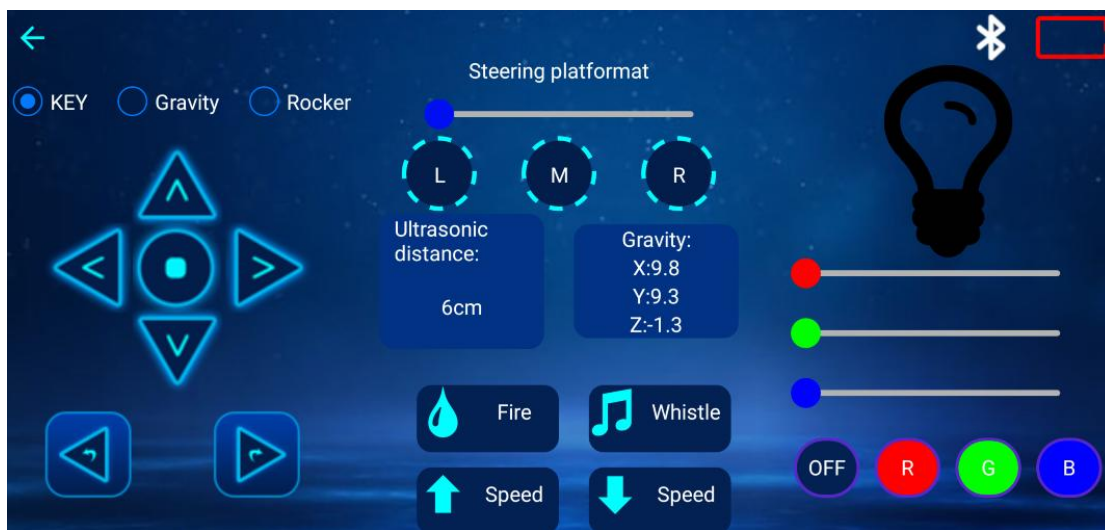 Steering platformat
KEY Gravity Rocker
L M R
Ultrasonic
distance:
6cm
Gravity:
X:9.8
Y:9.3
Z:-1.3
Fire Whistle
Speed Speed
OFF R G B